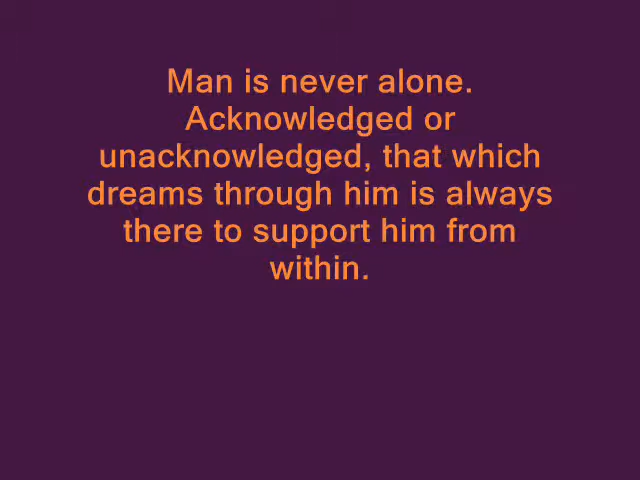 Man is never alone.
Acknowledged or
unacknowledged, that which
dreams through him is always
there to support him from
within.